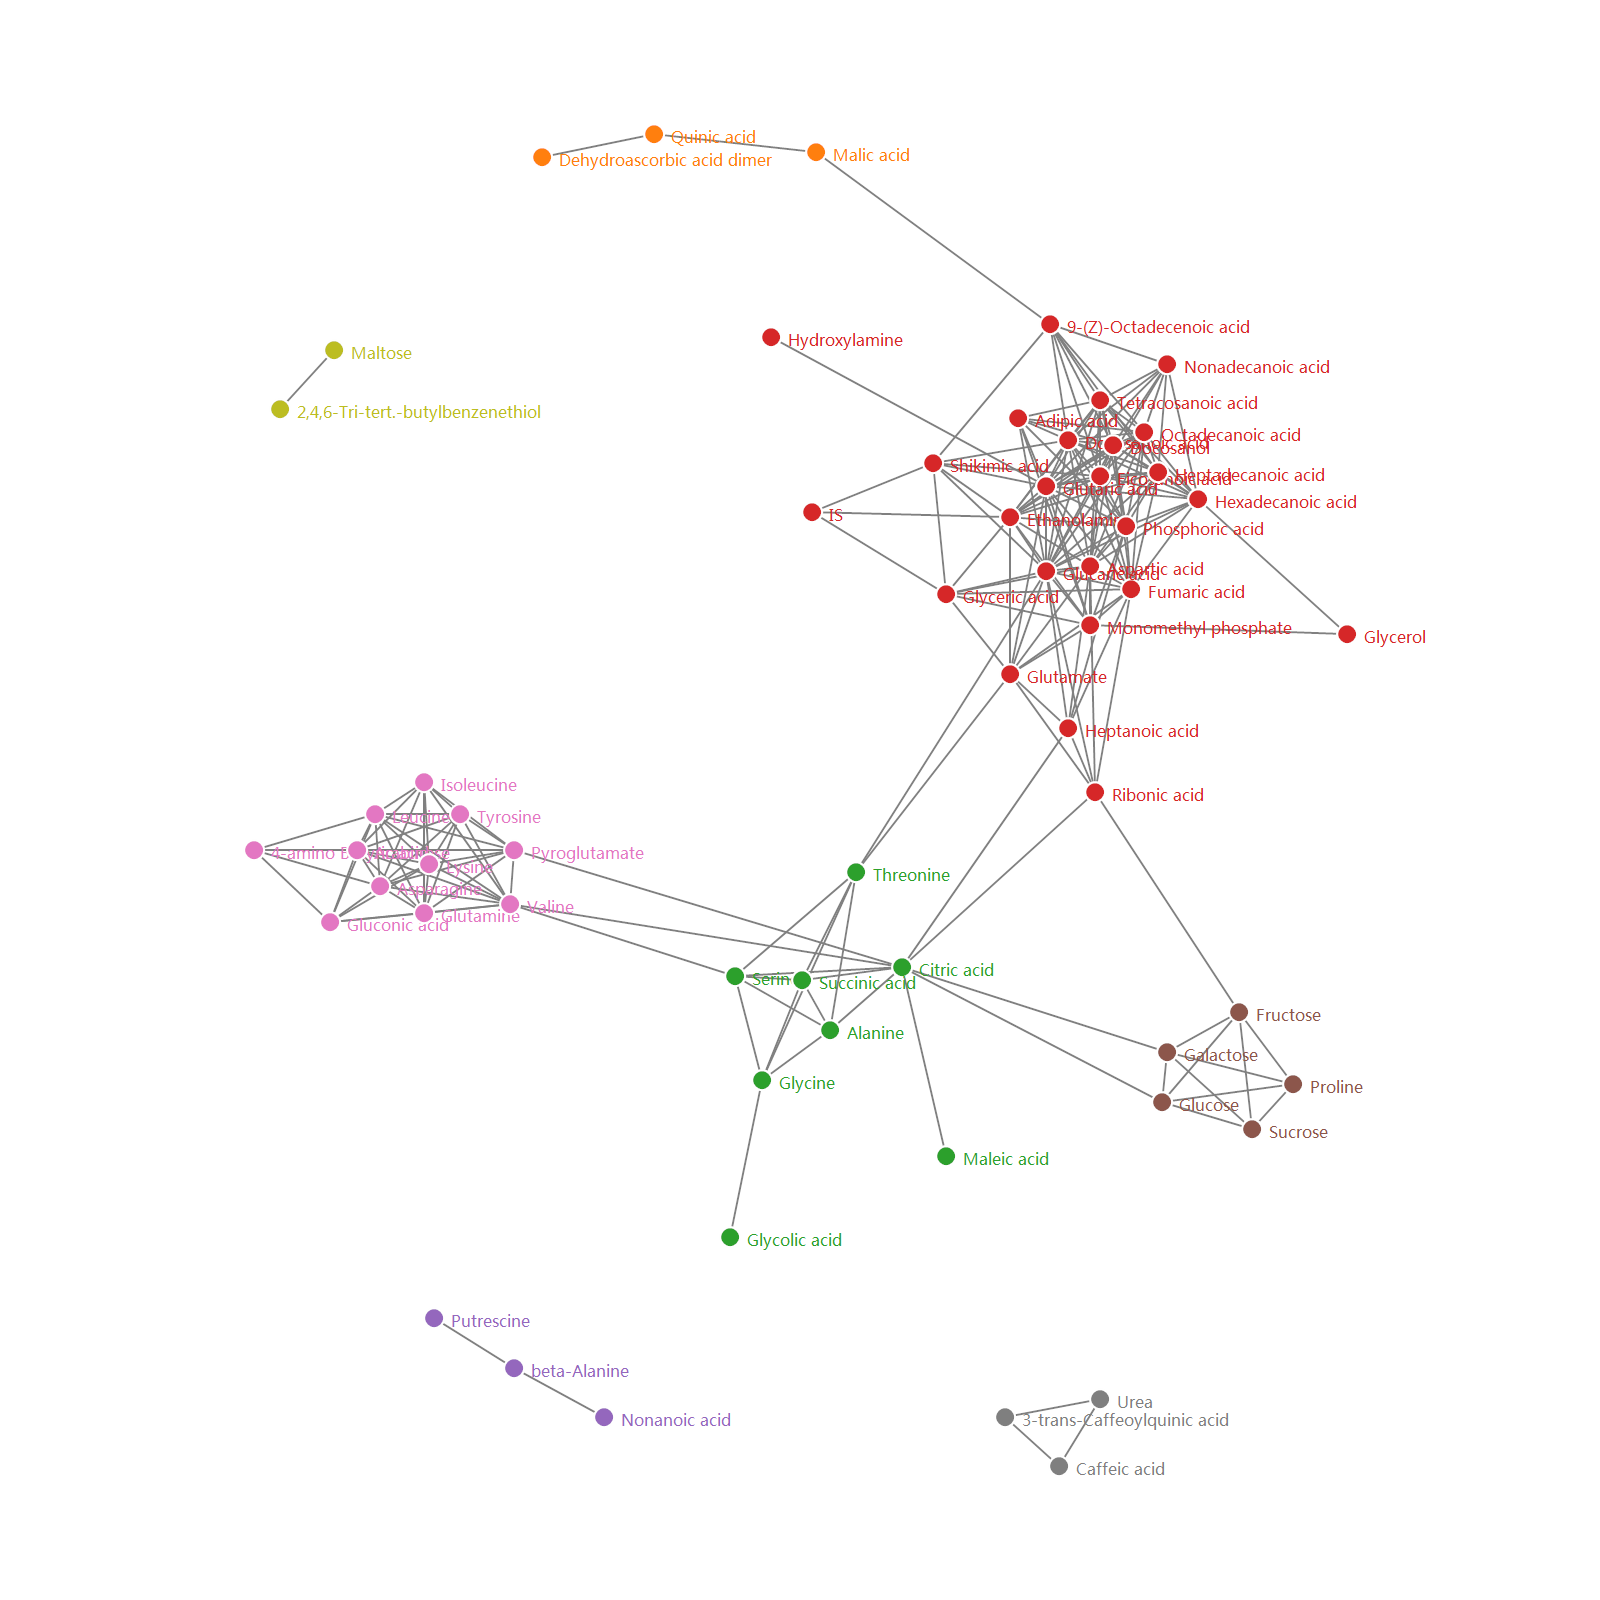 Quinic acid
Dehydroascorbic acid dimer
Malic acid
9-(Z)-Octadecenoic acid
Hydroxylamine
Maltose
Nonadecanoic acid
2,4,6-Tri-tert.-butylbenzenethiol
Tetracosanoic acid
Adipic acid
Octadecanoic acid
Docosanol
Shikimic acid
Heptadecanoic acid
Glutaric acid
Hexadecanoic acid
IS
Phosphoric acid
Aspartic acid
Fumaric acid
Glyceric acid
Monomethyl phosphate
Glycerol
Glutamate
Heptanoic acid
Isoleucine
Ribonic acid
Leucine
Tyrosine
4-amino
Pyroglutamate
Lysine
Threonine
Asparagine
Valine
Glutamine
Gluconic acid
Citric acid
Serin
Succinic acid
Fructose
Alanine
Galactose
Glycine
Proline
Glucose
Sucrose
Maleic acid
Glycolic acid
Putrescine
beta-Alanine
Urea
Nonanoic acid
3-trans-Caffeoylquinic acid
Caffeic acid